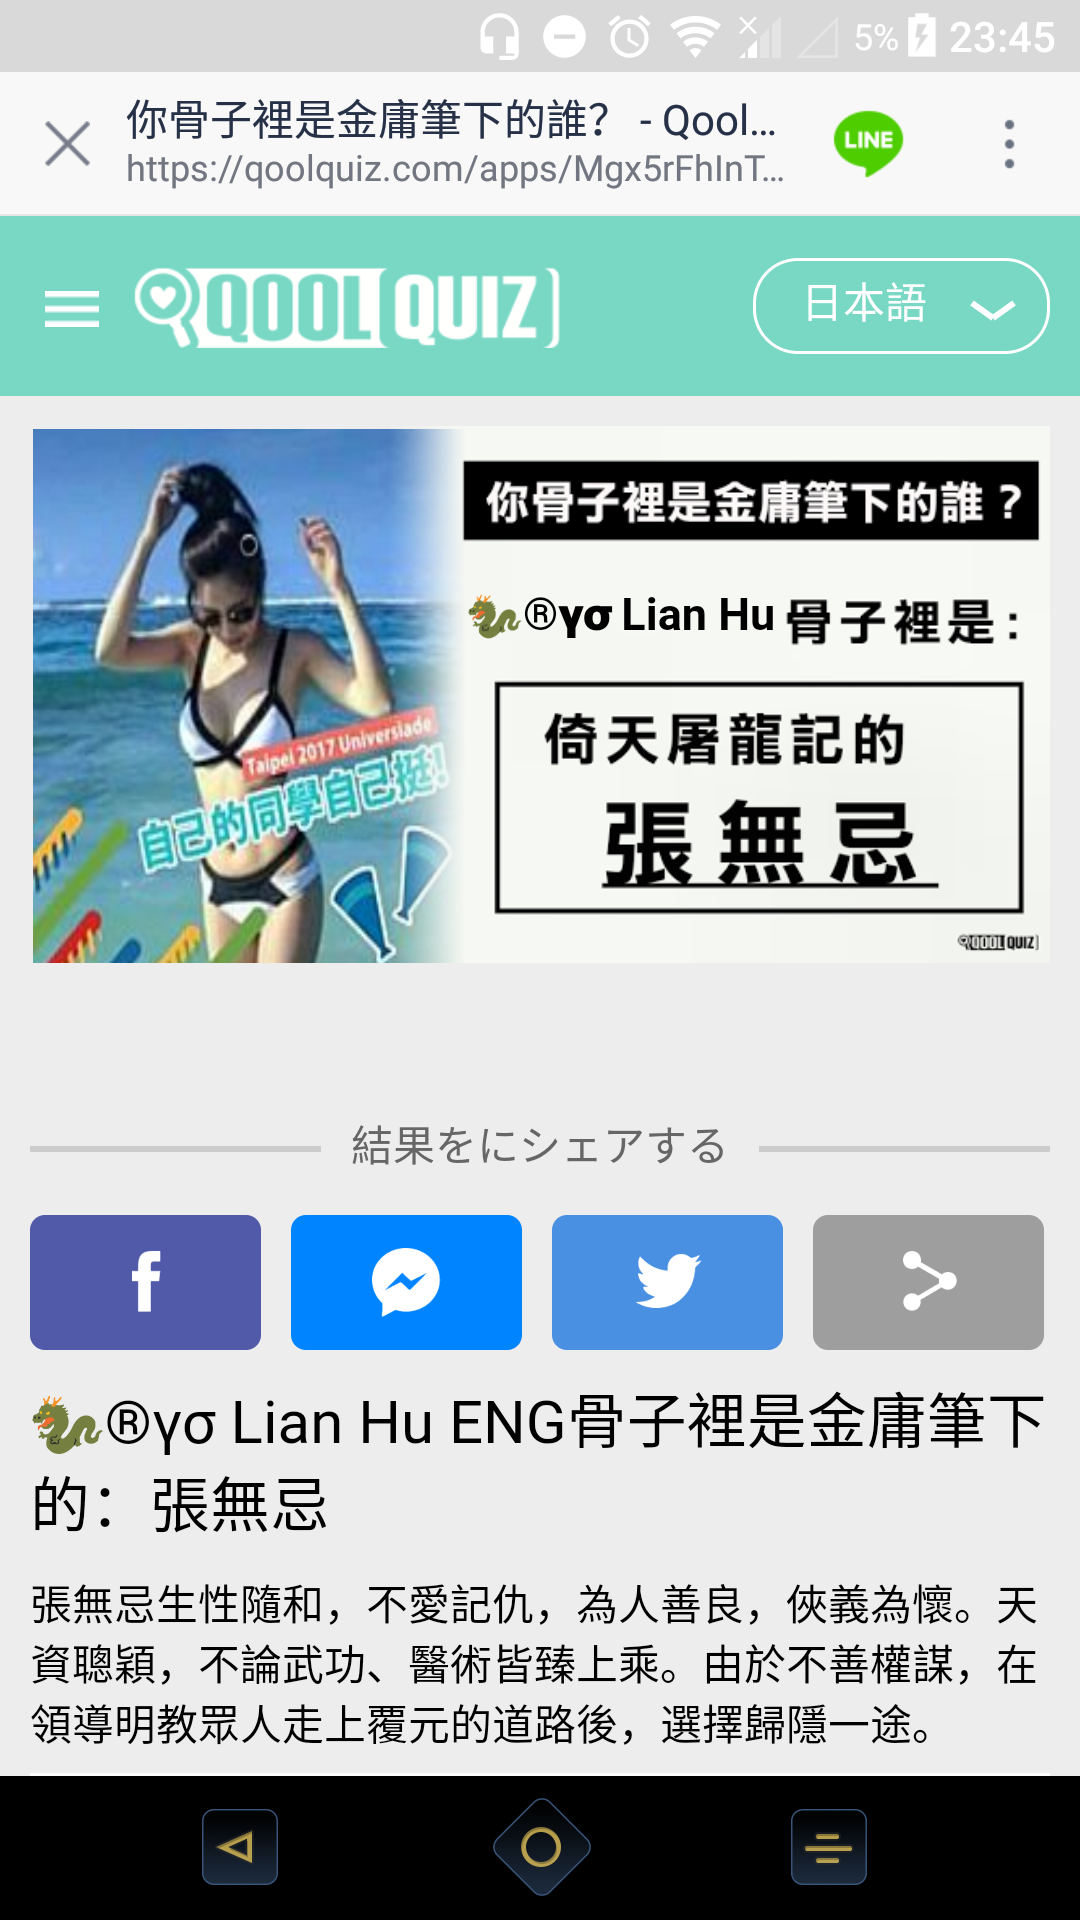 5% 23:45
你骨子裡是金庸筆下的誰？ - Qool...
LINE
https://qoolquiz.com/apps/Mgx5rFhInT...
QOOL QUIZ
日本語
你骨子裡是金庸筆下的誰？
🐉®γσ Lian Hu 骨子裡是：
倚天屠龍記的
張無忌
Taipei 2017 Universiade
自己的同學自己挺!
QOOL QUIZ
結果をにシェアする
🐉®γσ Lian Hu ENG骨子裡是金庸筆下
的：張無忌
張無忌生性隨和，不愛記仇，為人善良，俠義為懷。天
資聰穎，不論武功、醫術皆臻上乘。由於不善權謀，在
領導明教眾人走上覆元的道路後，選擇歸隱一途。